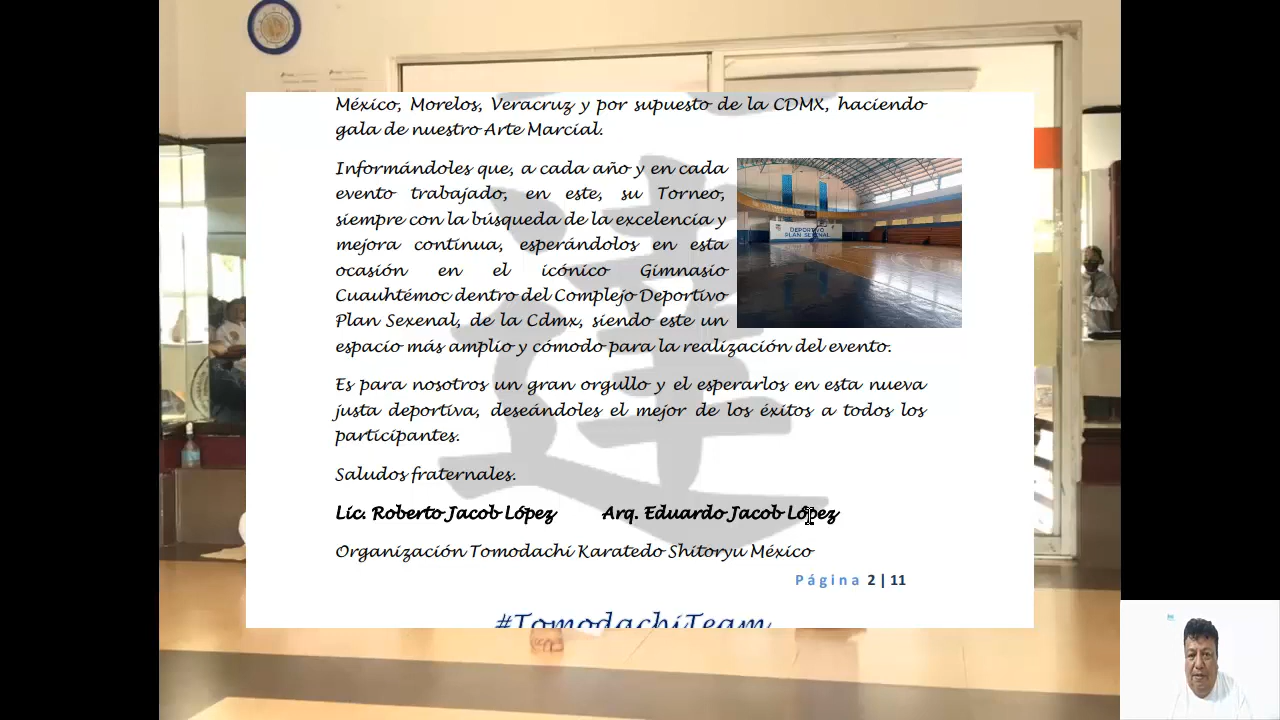 México, Morelos, Veracruz y por supuesto de la CDMX, haciendo
gala de nuestro Arte Marcial.
Informándoles que, a cada año y en cada
evento trabajado, en este, su Torneo,
siempre con la búsqueda de la excelencia y
mejora continua, esperándolos en esta
ocasión en el icónico Gimnasio
Cuauhtémoc dentro del Complejo Deportivo
Plan Sexenal, de la Cdmx, siendo este un
espacio más amplio y cómodo para la realización del evento.
DEPORTIVO
PLAN SEXENAL
Es para nosotros un gran orgullo y el esperarlos en esta nueva
justa deportiva, deseándoles el mejor de los éxitos a todos los
participantes.
Saludos fraternales.
Lic. Roberto Jacob López Arq. Eduardo Jacob López
Organización Tomodachi Karatedo Shitoryu México
Página 2 | 11
#TomodachiTeam